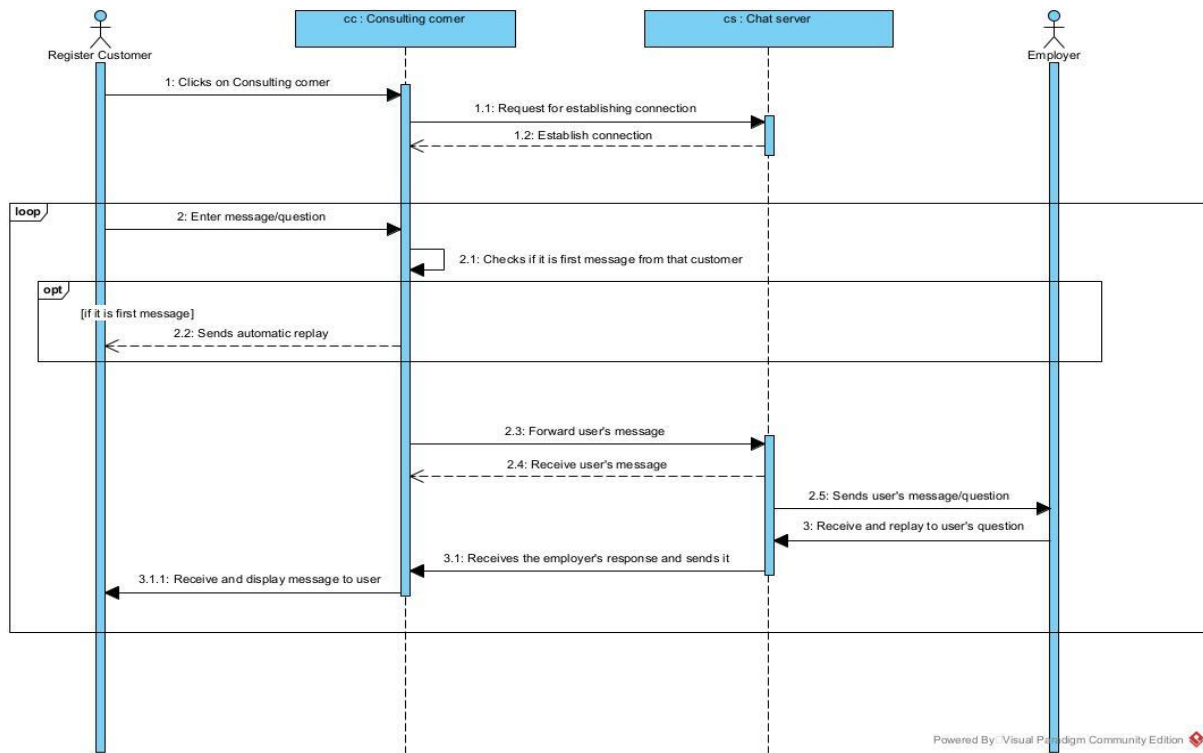 cc : Consulting corner
cs : Chat server
Register Customer
Employer
1: Clicks on Consulting corner
1.1: Request for establishing connection
1.2: Establish connection
loop
2: Enter message/question
2.1: Checks if it is first message from that customer
opt
[if it is first message]
2.2: Sends automatic replay
2.3: Forward user's message
2.4: Receive user's message
2.5: Sends user's message/question
3: Receive and replay to user's question
3.1: Receives the employer's response and sends it
3.1.1: Receive and display message to user
Powered By Visual Paradigm Community Edition